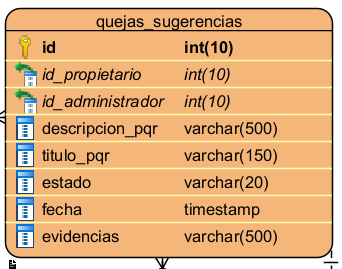 quejas_sugerencias
id int(10)
id_propietario int(10)
id_administrador int(10)
descripcion_pqr varchar(500)
titulo_pqr varchar(150)
estado varchar(20)
fecha timestamp
evidencias varchar(500)